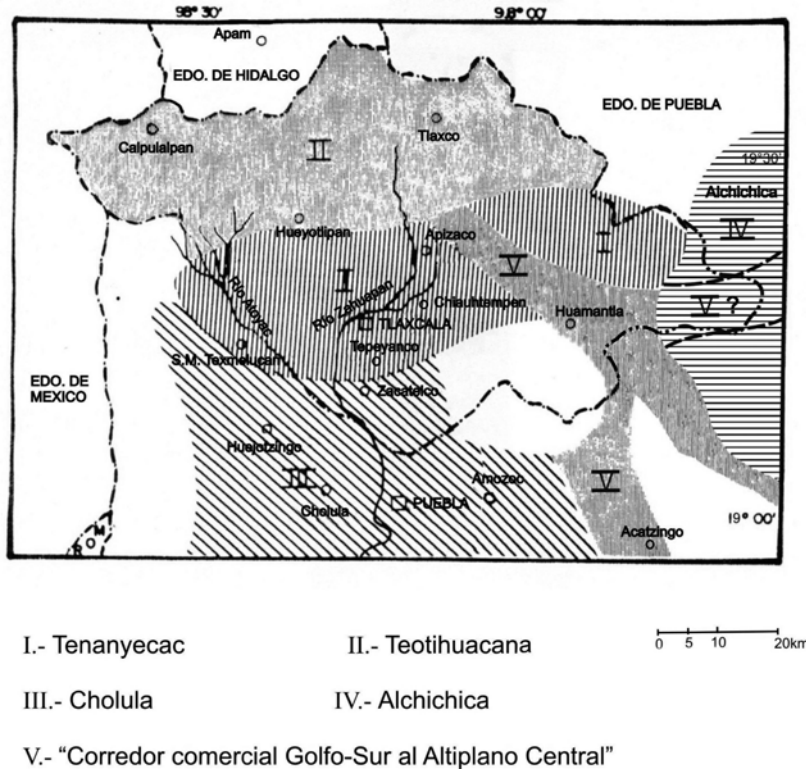 98° 30' 98° 00'
Apam
EDO. DE HIDALGO
EDO. DE PUEBLA
Calpulalpan
Tlaxco
II
19°30'
Alchichica
IV
Hueyotlipan
Apizaco
I
V
I
Río Atoyac
Río Zahuapan
Chiauhtempan
Huamantla
V ?
TLAXCALA
S.M. Texmelucan
Tepeyanco
EDO. DE
MEXICO
Zacatelco
Huejotzingo
III
Cholula
PUEBLA
Amozoc
V
19° 00'
M
Acatzingo
0 5 10 20km
I.- Tenanyecac II.- Teotihuacana
III.- Cholula IV.- Alchichica
V.- “Corredor comercial Golfo-Sur al Altiplano Central”